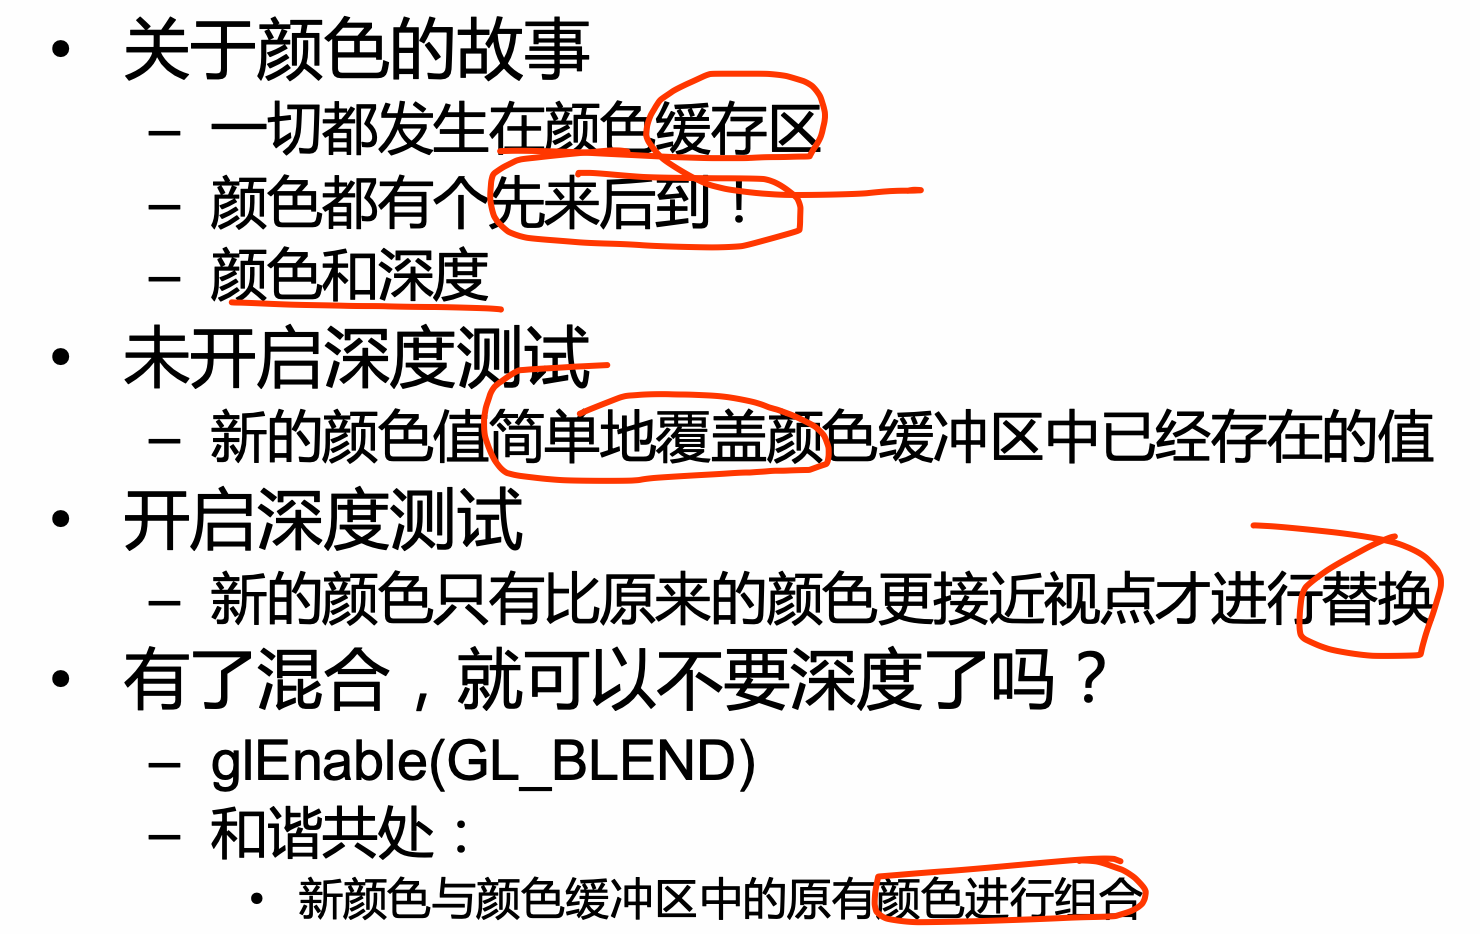 • 关于颜色的故事
– 一切都发生在颜色缓存区
– 颜色都有个先来后到！
– 颜色和深度
• 未开启深度测试
– 新的颜色值简单地覆盖颜色缓冲区中已经存在的值
• 开启深度测试
– 新的颜色只有比原来的颜色更接近视点才进行替换
• 有了混合，就可以不要深度了吗？
– glEnable(GL_BLEND)
– 和谐共处：
• 新颜色与颜色缓冲区中的原有颜色进行组合